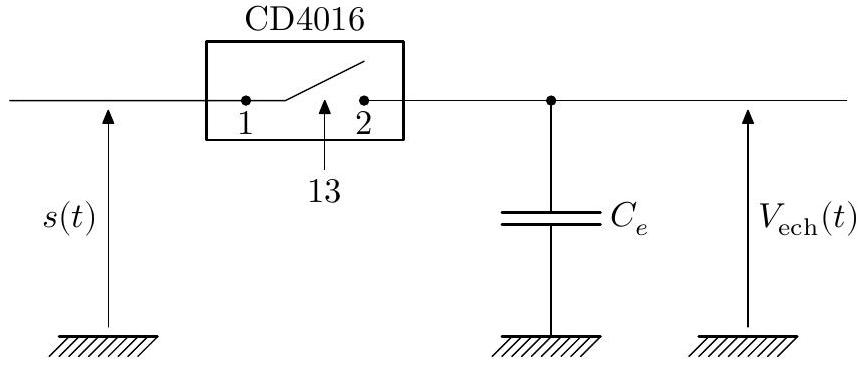 CD4016
1
2
13
s(t)
C_e
V_ech(t)